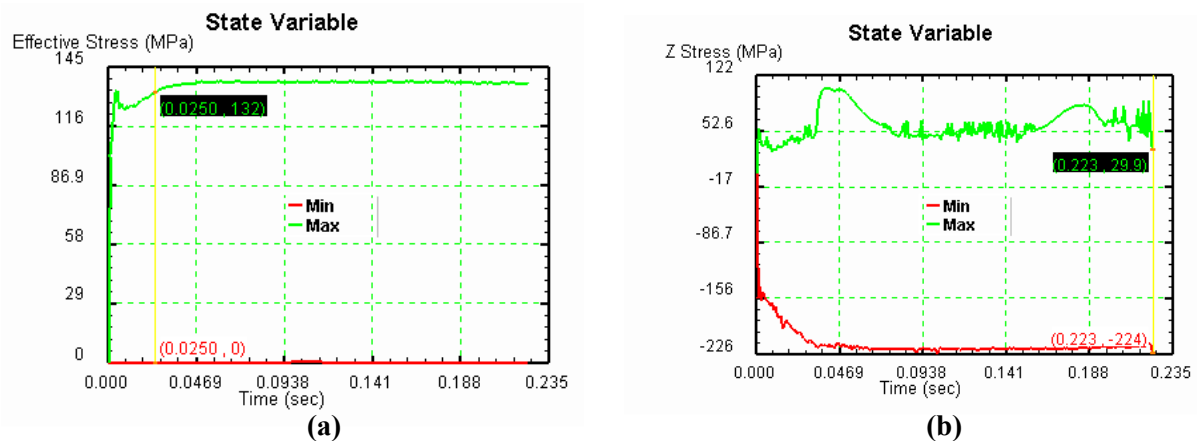 State Variable
Effective Stress (MPa)
145
116
86.9
58
29
0
(0.0250 , 132)
Min
Max
(0.0250 , 0)
0.000 0.0469 0.0938 0.141 0.188 0.235
Time (sec)
(a)
State Variable
Z Stress (MPa)
122
52.6
-17
-86.7
-156
-226
(0.223 , 29.9)
Min
Max
(0.223 , -224)
0.000 0.0469 0.0938 0.141 0.188 0.235
Time (sec)
(b)